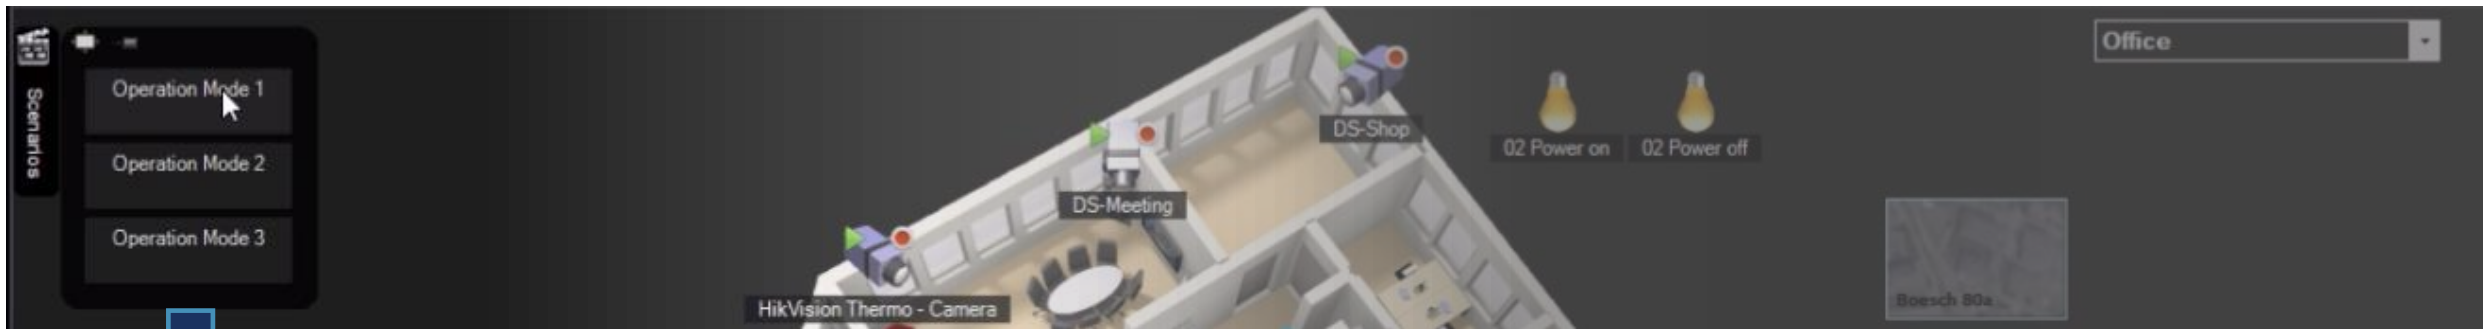 Scenarios
Operation Mode 1
Operation Mode 2
Operation Mode 3
HikVision Thermo - Camera
DS-Meeting
DS-Shop
02 Power on
02 Power off
Office
Boesch 80a